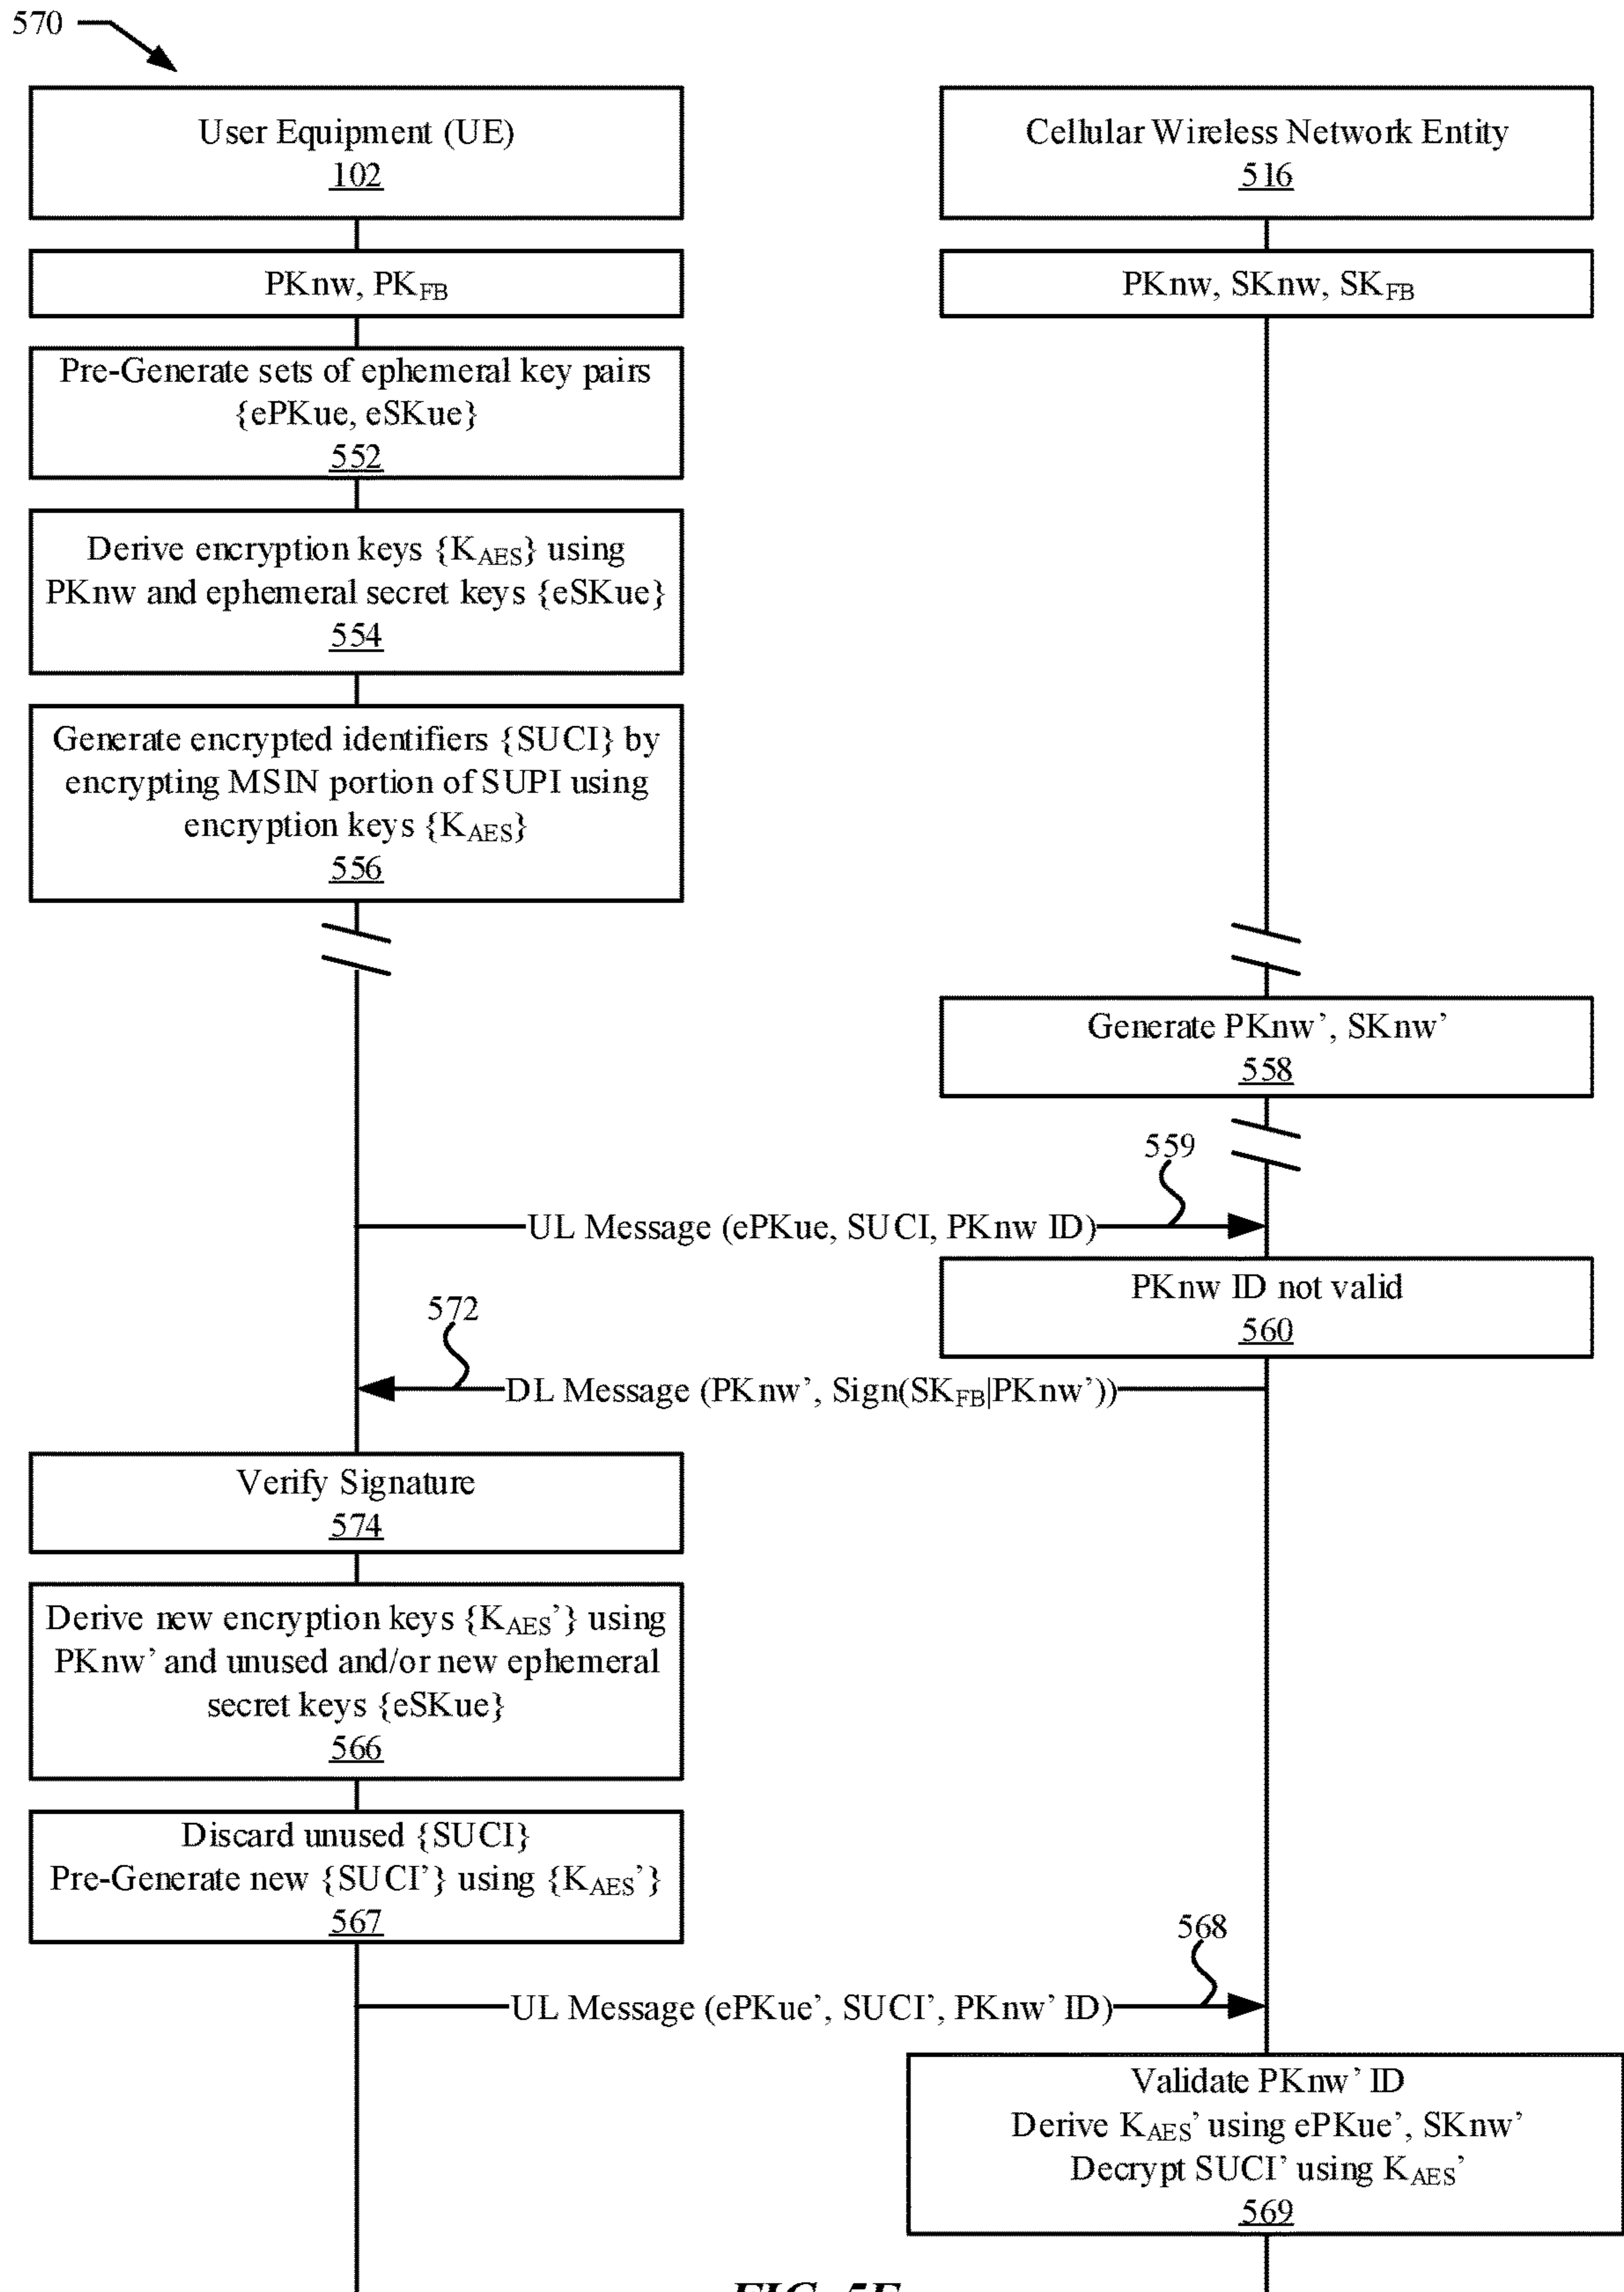 570
User Equipment (UE)
102
Cellular Wireless Network Entity
516
PKnw, PKFB
PKnw, SKnw, SKFB
Pre-Generate sets of ephemeral key pairs
{ePKue, eSKue}
552
Derive encryption keys {KAES} using
PKnw and ephemeral secret keys {eSKue}
554
Generate encrypted identifiers {SUCI} by
encrypting MSIN portion of SUPI using
encryption keys {KAES}
556
Generate PKnw’, SKnw’
558
559
UL Message (ePKue, SUCI, PKnw ID)
PKnw ID not valid
560
572
DL Message (PKnw’, Sign(SKFB|PKnw’))
Verify Signature
574
Derive new encryption keys {KAES’} using
PKnw’ and unused and/or new ephemeral
secret keys {eSKue}
566
Discard unused {SUCI}
Pre-Generate new {SUCI’} using {KAES’}
567
568
UL Message (ePKue’, SUCI’, PKnw’ ID)
Validate PKnw’ ID
Derive KAES’ using ePKue’, SKnw’
Decrypt SUCI’ using KAES’
569